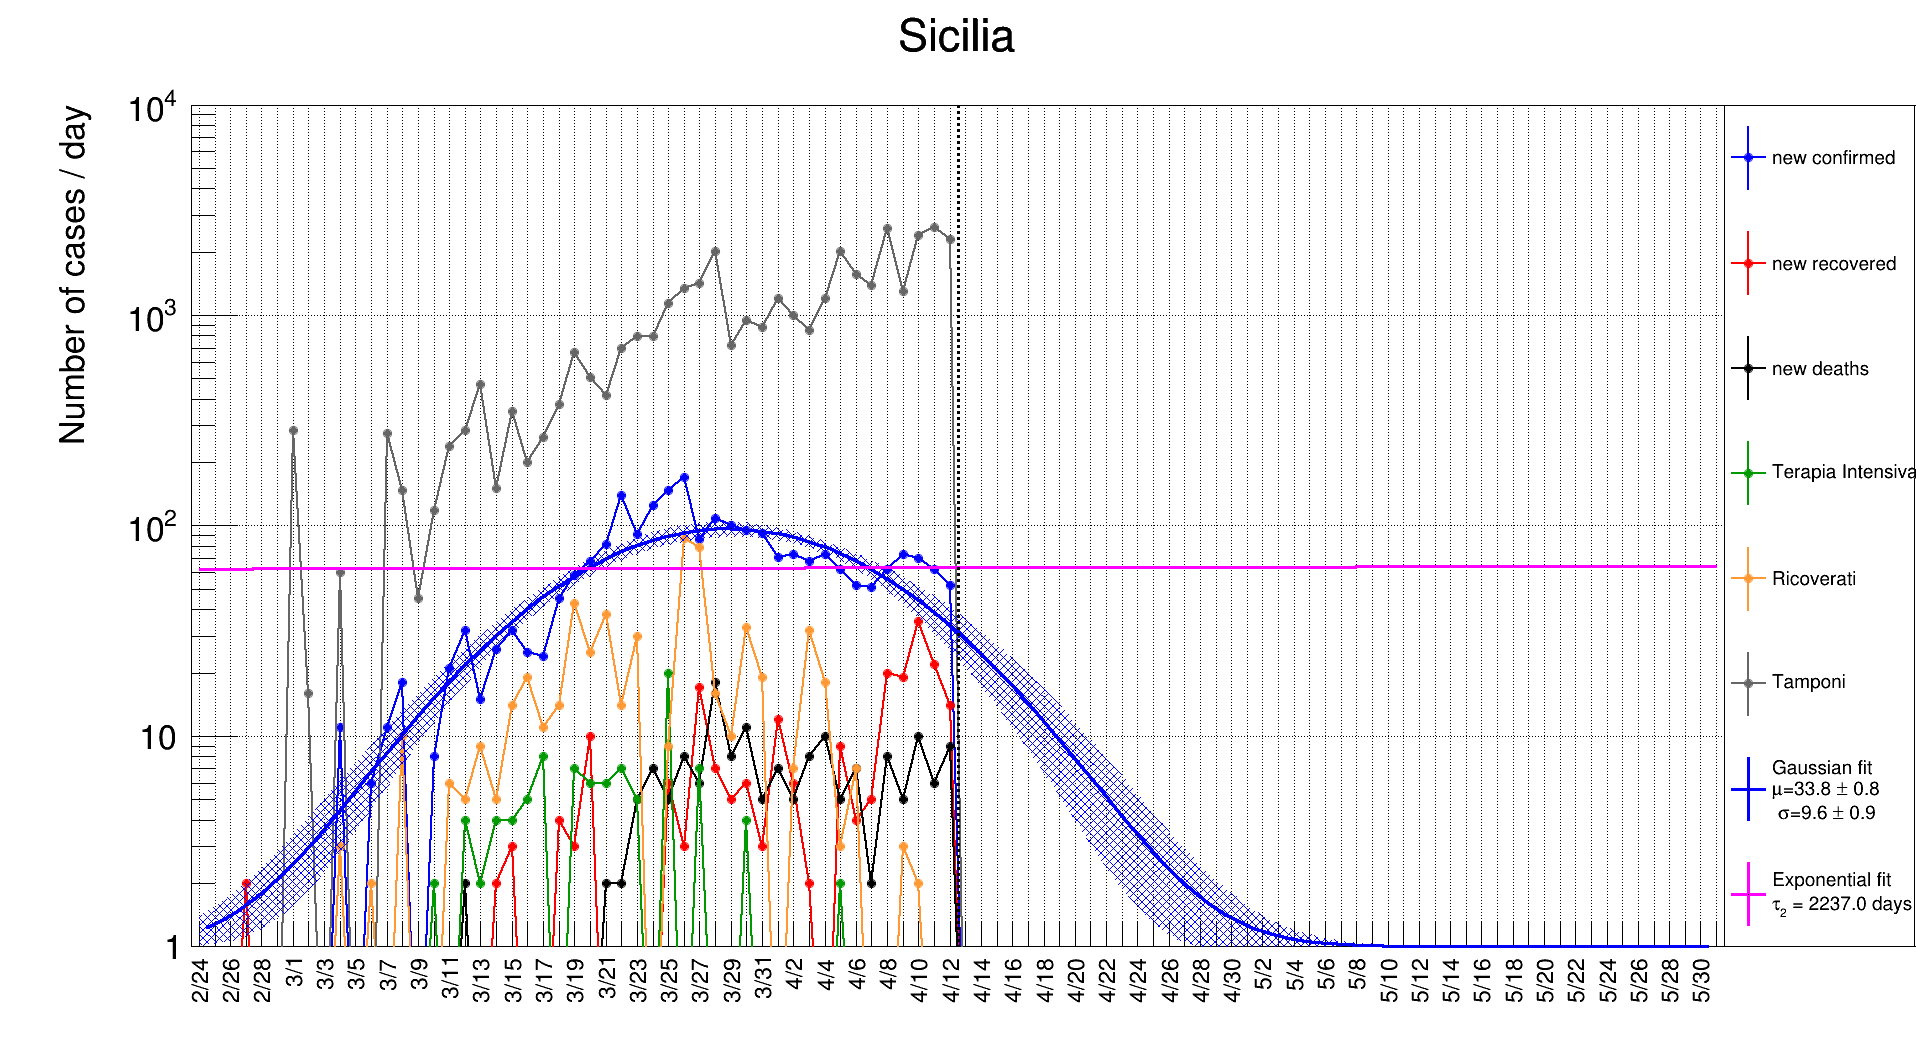 Sicilia
Number of cases / day
10⁴
10³
10²
10
1
2/24 2/26 2/28 3/1 3/3 3/5 3/7 3/9 3/11 3/13 3/15 3/17 3/19 3/21 3/23 3/25 3/27 3/29 3/31 4/2 4/4 4/6 4/8 4/10 4/12 4/14 4/16 4/18 4/20 4/22 4/24 4/26 4/28 4/30 5/2 5/4 5/6 5/8 5/10 5/12 5/14 5/16 5/18 5/20 5/22 5/24 5/26 5/28 5/30
new confirmed
new recovered
new deaths
Terapia Intensiva
Ricoverati
Tamponi
Gaussian fit
μ=33.8 ± 0.8
σ=9.6 ± 0.9
Exponential fit
τ₂ = 2237.0 days